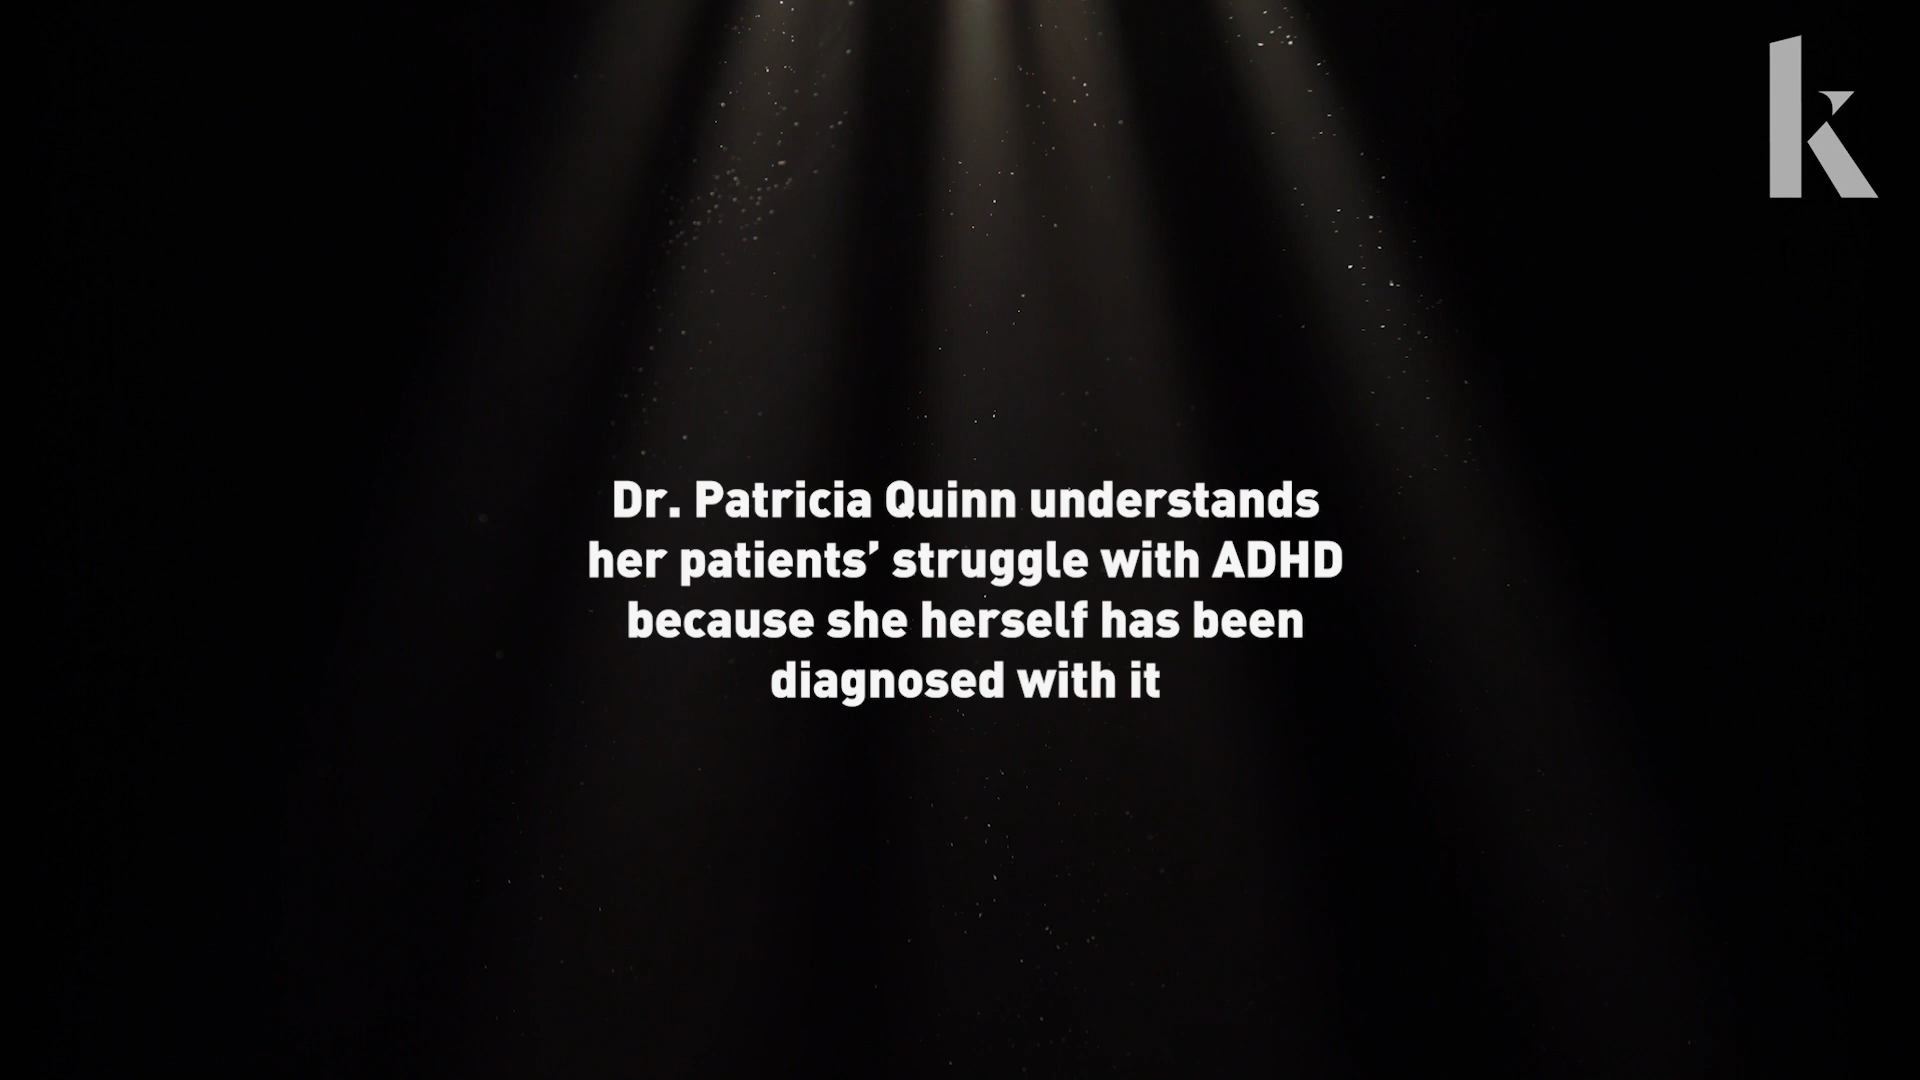 k
Dr. Patricia Quinn understands
her patients’ struggle with ADHD
because she herself has been
diagnosed with it